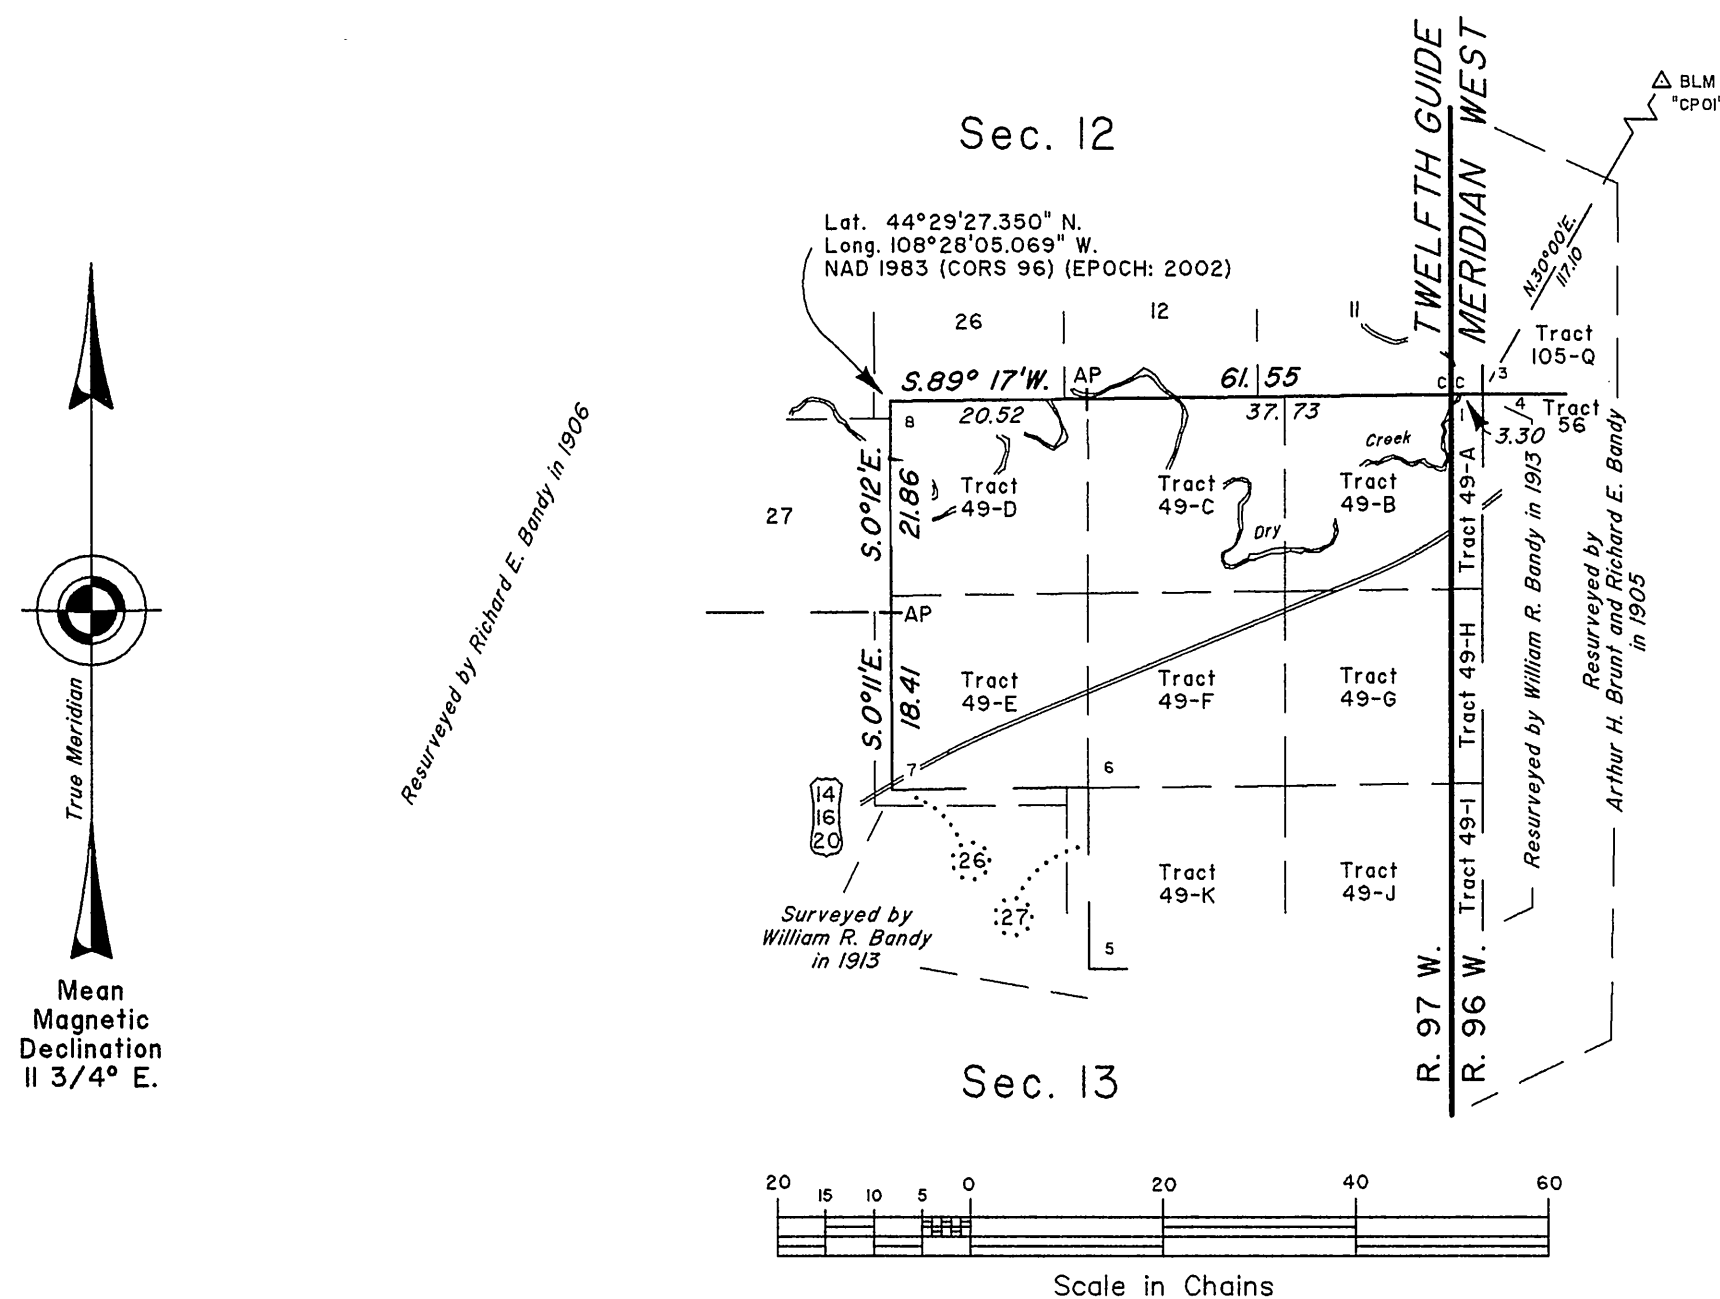 TWELFTH GUIDE
MERIDIAN WEST
BLM
"CP01"
Sec. 12
Lat. 44°29'27.350" N.
Long. 108°28'05.069" W.
NAD 1983 (CORS 96) (EPOCH: 2002)
N.30°00'E.
117.10
26
12
11
Tract
105-Q
S.89° 17'W.
AP
61.55
C
C
3
8
20.52
37.73
1
4
Tract
56
3.30
Creek
S.0°12'E.
21.86
Tract
49-D
Tract
49-C
Tract
49-B
Tract 49-A
27
Dry
Resurveyed by Richard E. Bandy in 1906
Resurveyed by William R. Bandy in 1913
Resurveyed by
Arthur H. Brunt and Richard E. Bandy
in 1905
AP
S.0°11'E.
18.41
Tract
49-E
Tract
49-F
Tract
49-G
Tract 49-H
True Meridian
7
6
14
16
20
26
27
Tract
49-K
Tract
49-J
Tract 49-I
Surveyed by
William R. Bandy
in 1913
5
R. 97 W.
R. 96 W.
Mean
Magnetic
Declination
11 3/4° E.
Sec. 13
20
15
10
5
0
20
40
60
Scale in Chains